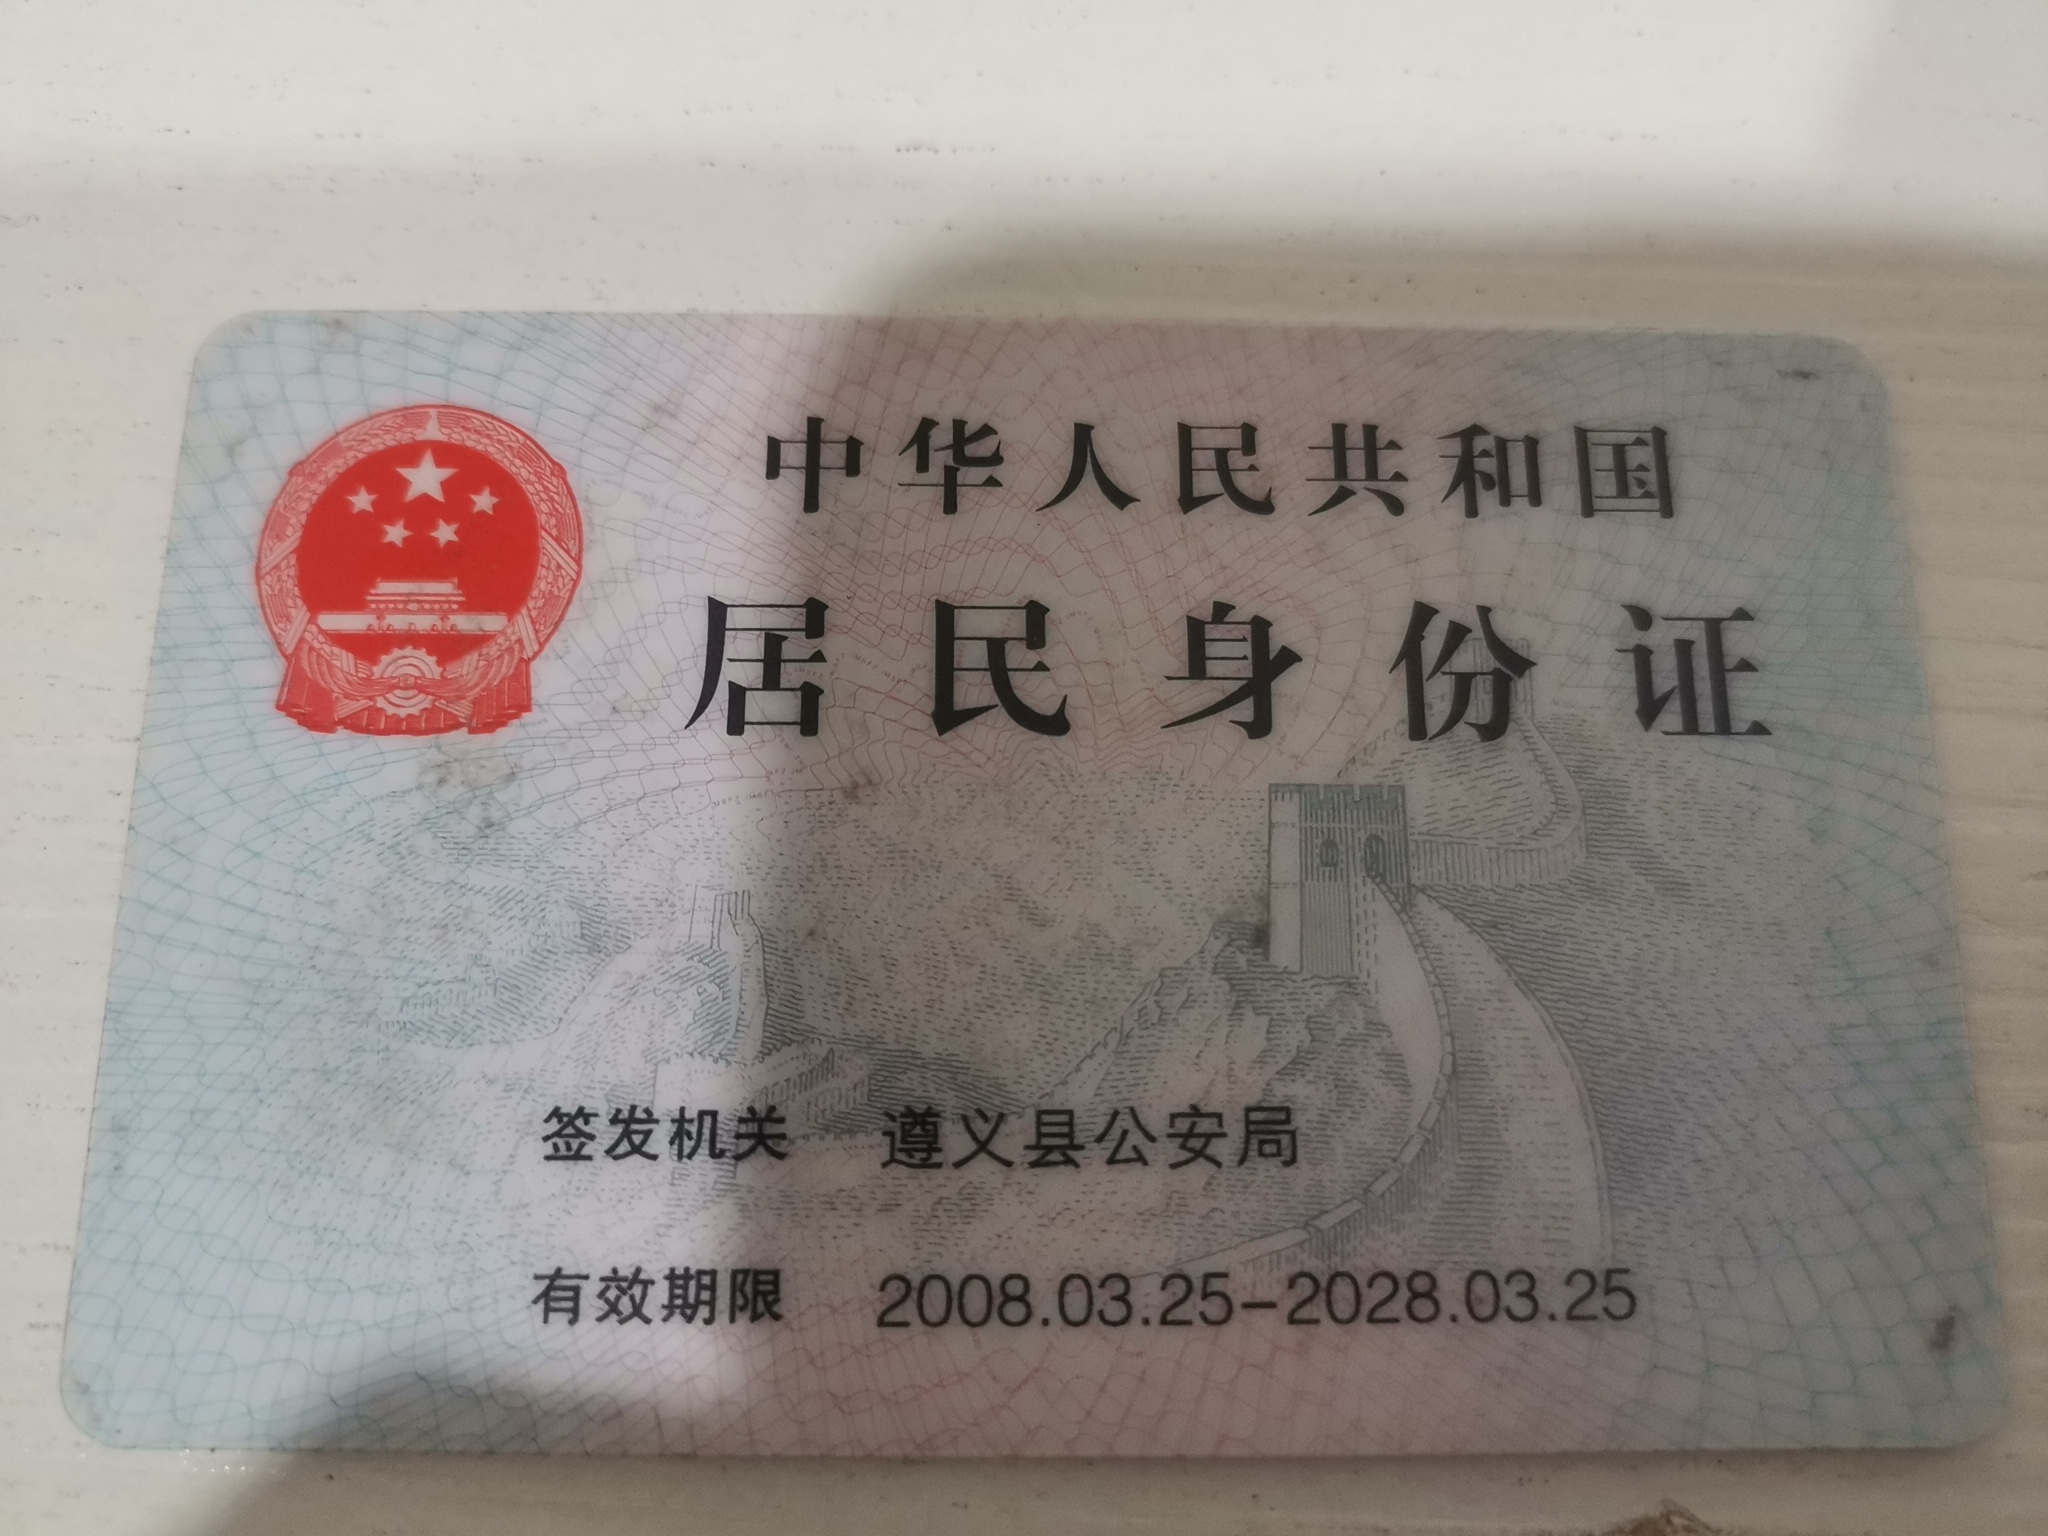 中华人民共和国
居民身份证
签发机关 遵义县公安局
有效期限 2008.03.25-2028.03.25